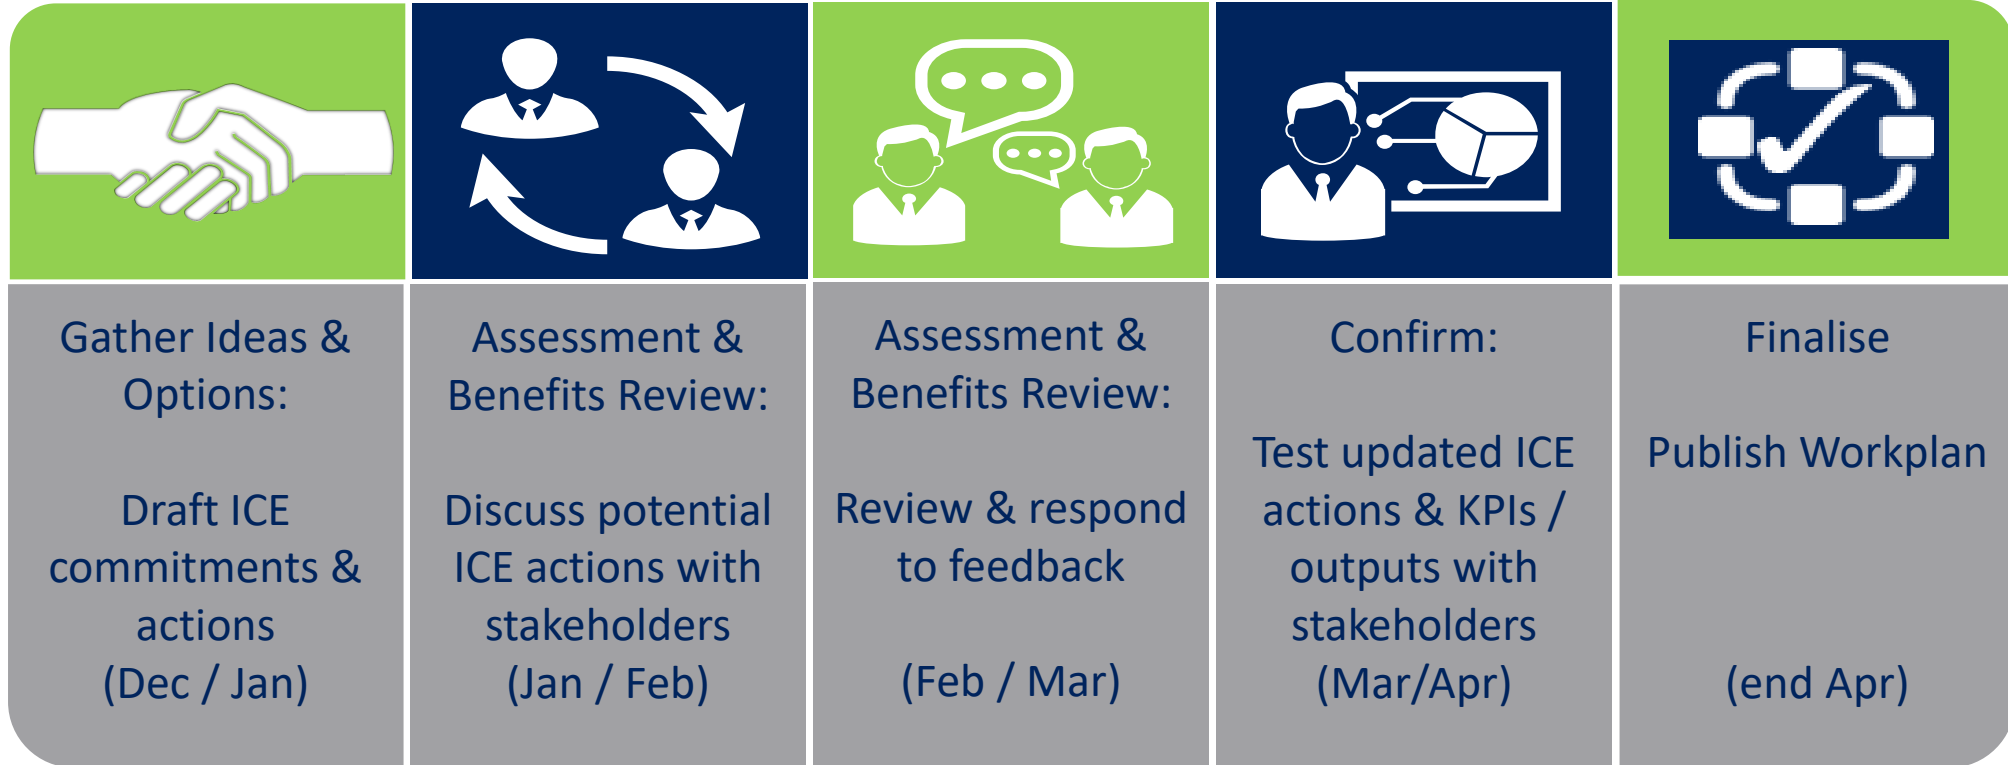 Gather Ideas &
Options:
Draft ICE
commitments &
actions
(Dec / Jan)
Assessment &
Benefits Review:
Discuss potential
ICE actions with
stakeholders
(Jan / Feb)
Assessment &
Benefits Review:
Review & respond
to feedback
(Feb / Mar)
Confirm:
Test updated ICE
actions & KPIs /
outputs with
stakeholders
(Mar/Apr)
Finalise
Publish Workplan
(end Apr)